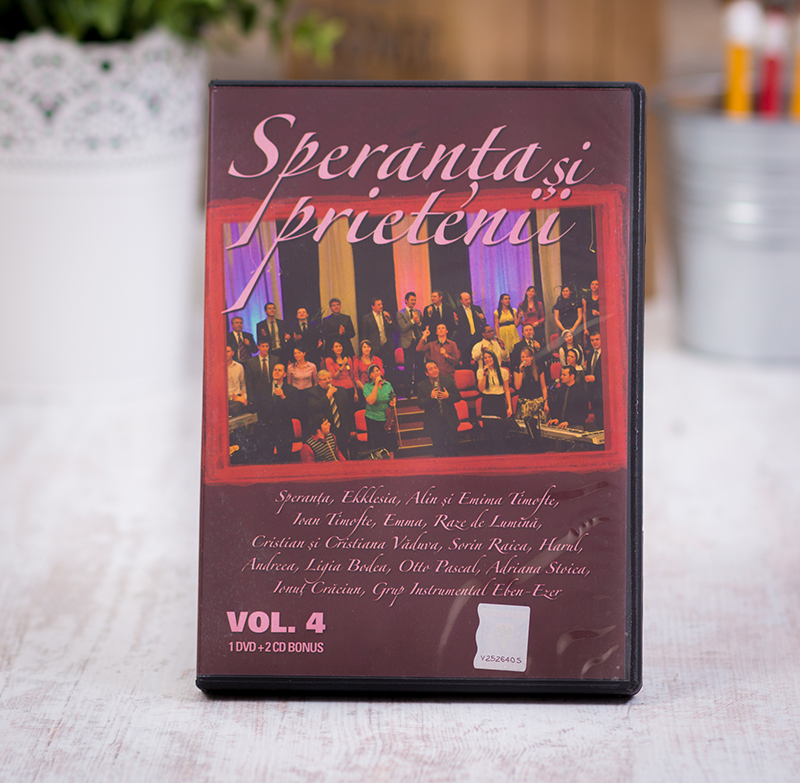 Speranța și
prietenii
Speranța, Ekklesia, Alin și Emima Timofte,
Ioan Timofte, Emma, Raze de Lumină,
Cristian și Cristiana Văduva, Sorin Raicea, Harul,
Andreea, Ligia Bodea, Otto Pascal, Adriana Stoica,
Ionuț Crăciun, Grup Instrumental Eben-Ezer
VOL. 4
1 DVD + 2 CD BONUS
V252640S